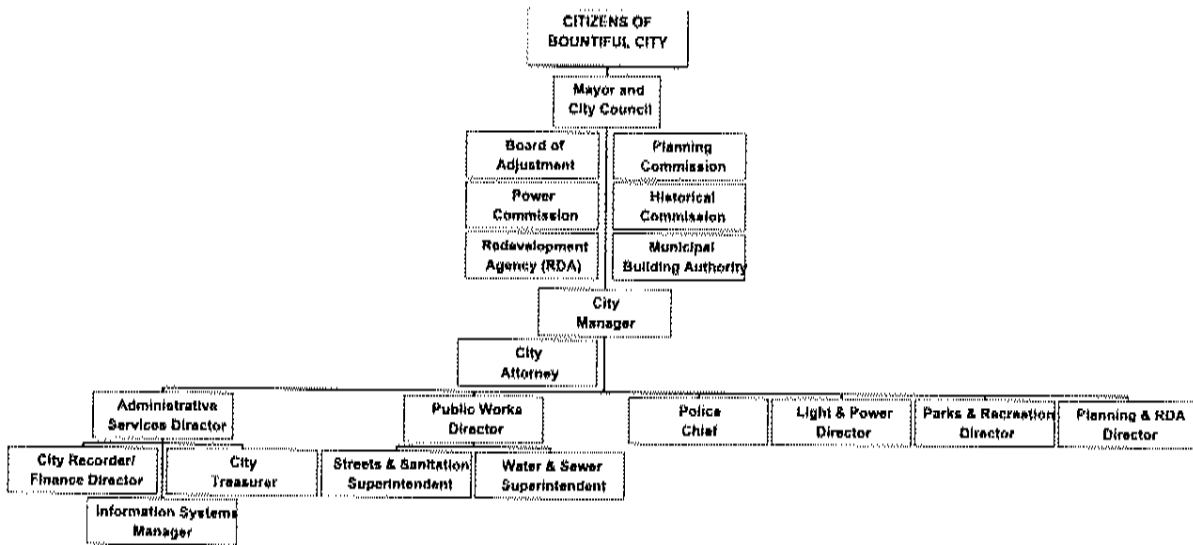 CITIZENS OF
BOUNTIFUL CITY
Mayor and
City Council
Board of
Adjustment
Planning
Commission
Power
Commission
Historical
Commission
Redevelopment
Agency (RDA)
Municipal
Building Authority
City
Manager
City
Attorney
Administrative
Services Director
Public Works
Director
Police
Chief
Light & Power
Director
Parks & Recreation
Director
Planning & RDA
Director
City Recorder/
Finance Director
City
Treasurer
Streets & Sanitation
Superintendent
Water & Sewer
Superintendent
Information Systems
Manager